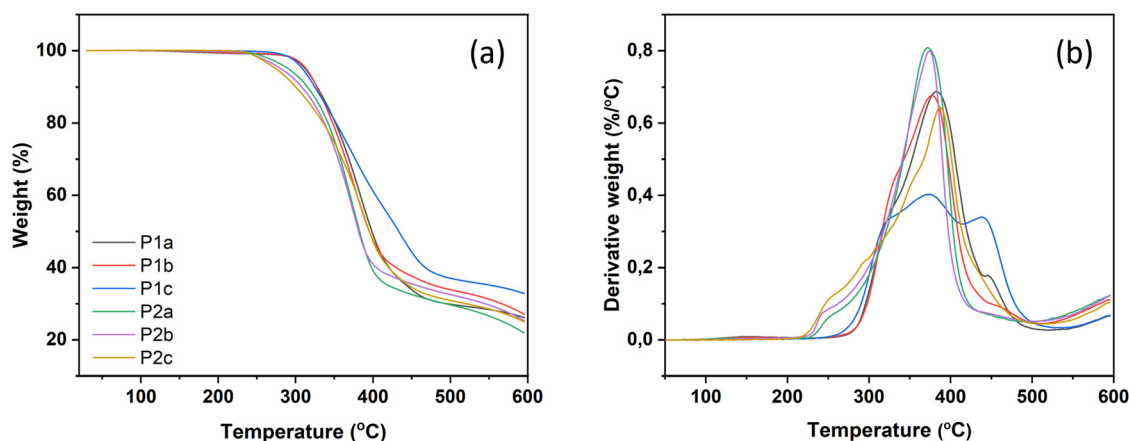 (a)
100
80
60
40
20
Weight (%)
P1a
P1b
P1c
P2a
P2b
P2c
100 200 300 400 500 600
Temperature (°C)
(b)
0,8
0,6
0,4
0,2
0,0
Derivative weight (%/°C)
100 200 300 400 500 600
Temperature (°C)